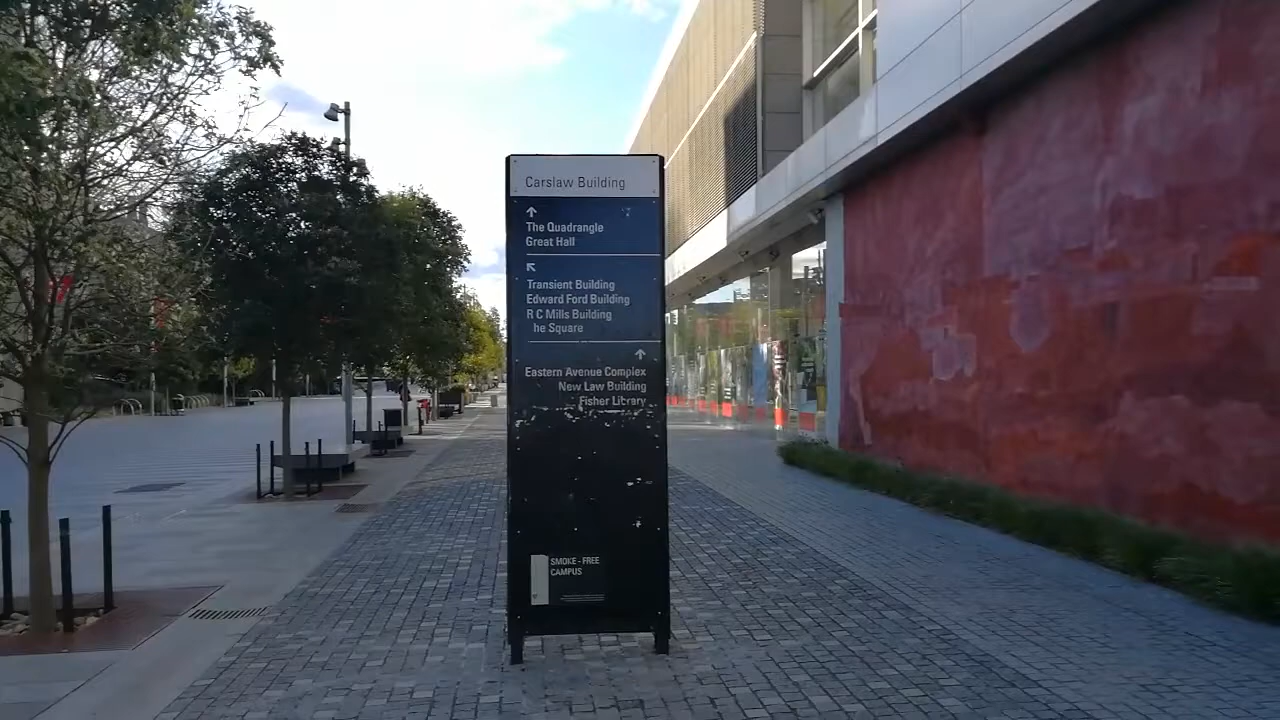 Carslaw Building
The Quadrangle
Great Hall
Transient Building
Edward Ford Building
R C Mills Building
he Square
Eastern Avenue Complex
New Law Building
Fisher Library
SMOKE - FREE
CAMPUS